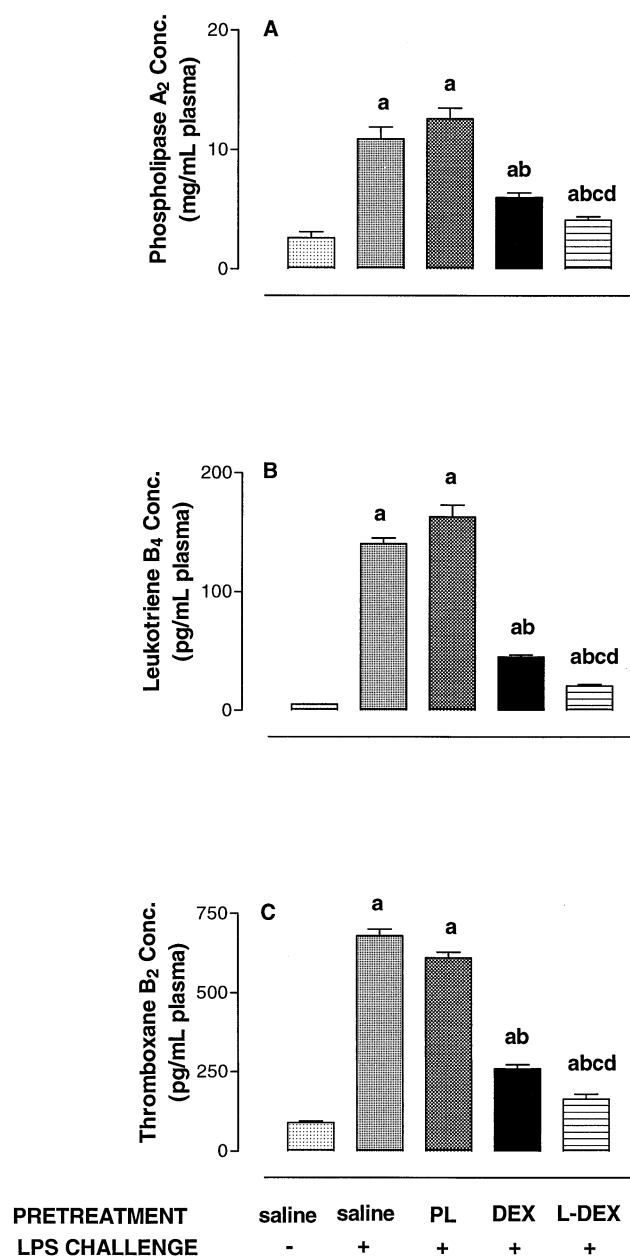 A
Phospholipase A2 Conc.
(mg/mL plasma)
20
10
0
a
a
ab
abcd
B
Leukotriene B4 Conc.
(pg/mL plasma)
200
100
0
a
a
ab
abcd
C
Thromboxane B2 Conc.
(pg/mL plasma)
750
500
250
0
a
a
ab
abcd
PRETREATMENT saline saline PL DEX L-DEX
LPS CHALLENGE - + + + +